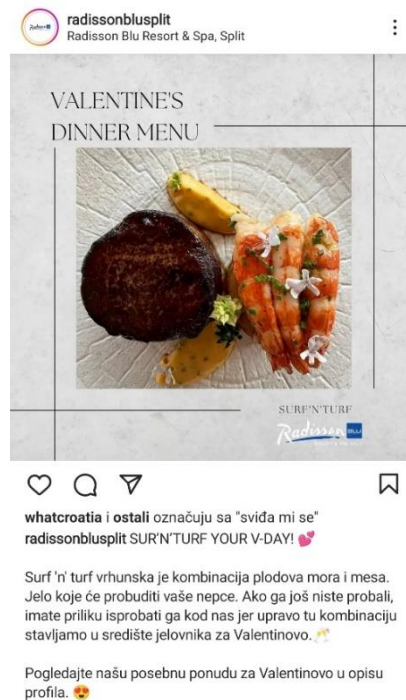 radissonblusplit
Radisson Blu Resort & Spa, Split
VALENTINE'S
DINNER MENU
SURF'N'TURF
Radisson BLU
whatcroatia i ostali označuju sa "sviđa mi se"
radissonblusplit SUR’N’TURF YOUR V-DAY! 💕
Surf 'n' turf vrhunska je kombinacija plodova mora i mesa.
Jelo koje će probuditi vaše nepce. Ako ga još niste probali,
imate priliku isprobati ga kod nas jer upravo tu kombinaciju
stavljamo u središte jelovnika za Valentinovo. 🥂
Pogledajte našu posebnu ponudu za Valentinovo u opisu
profila. 😍